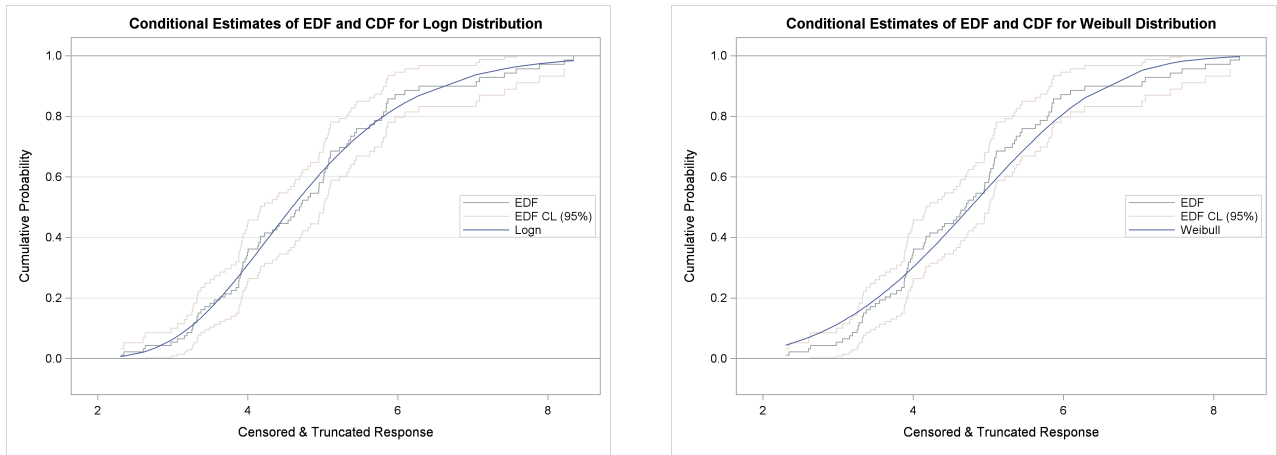 Conditional Estimates of EDF and CDF for Logn Distribution
1.0
0.8
0.6
0.4
0.2
0.0
Cumulative Probability
EDF
EDF CL (95%)
Logn
2 4 6 8
Censored & Truncated Response
Conditional Estimates of EDF and CDF for Weibull Distribution
1.0
0.8
0.6
0.4
0.2
0.0
Cumulative Probability
EDF
EDF CL (95%)
Weibull
2 4 6 8
Censored & Truncated Response